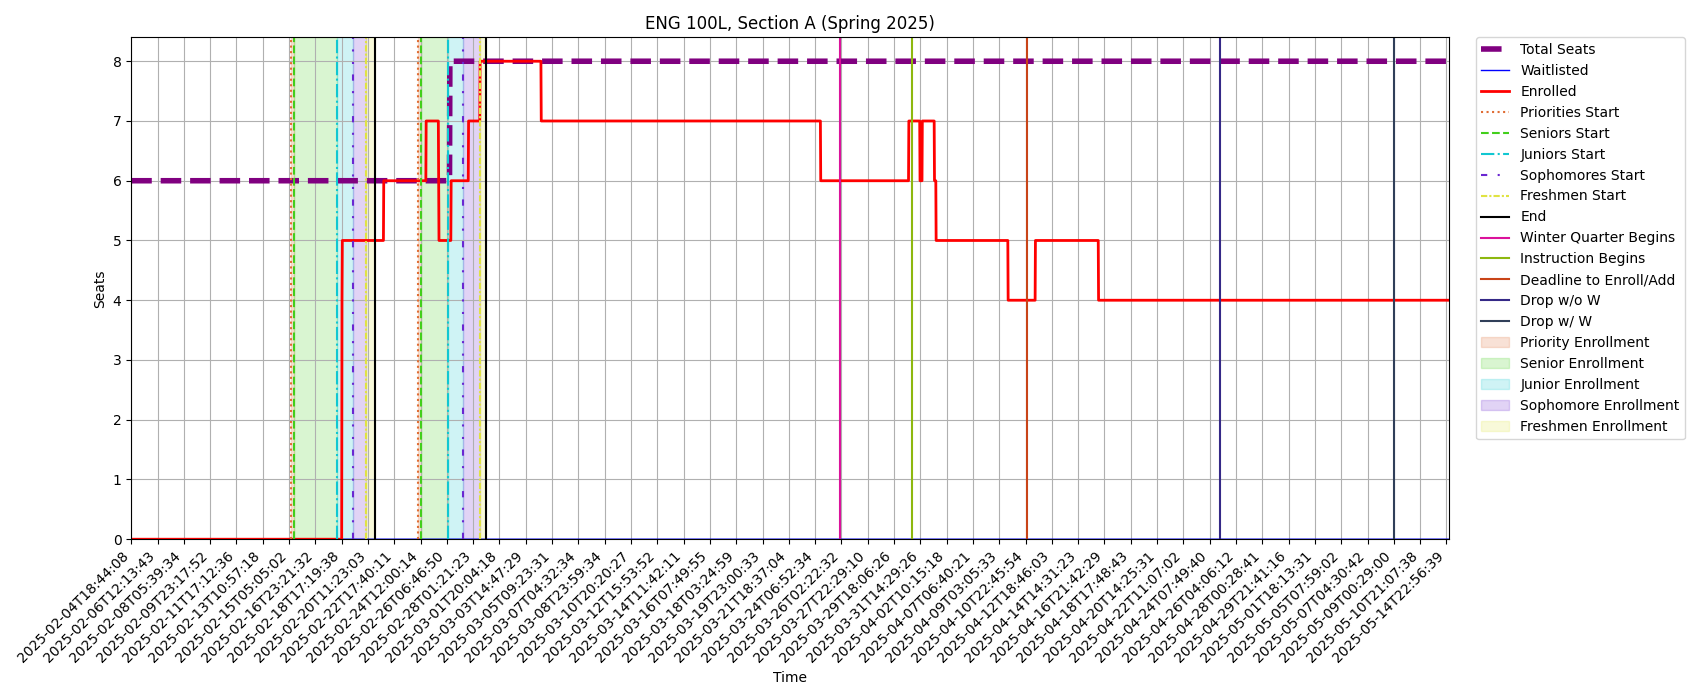 ENG 100L, Section A (Spring 2025)
Seats
8
7
6
5
4
3
2
1
0
2025-02-04T18:44:08
2025-02-06T12:13:43
2025-02-08T05:39:34
2025-02-09T23:17:52
2025-02-11T17:12:36
2025-02-13T10:57:18
2025-02-15T05:05:02
2025-02-16T23:21:32
2025-02-18T17:19:38
2025-02-20T11:23:03
2025-02-22T17:40:11
2025-02-24T12:00:14
2025-02-26T06:46:50
2025-02-28T01:21:23
2025-03-01T20:04:18
2025-03-03T14:47:29
2025-03-05T09:23:31
2025-03-07T04:32:34
2025-03-08T23:59:34
2025-03-10T20:20:27
2025-03-12T15:53:52
2025-03-14T11:42:11
2025-03-16T07:49:55
2025-03-18T03:24:59
2025-03-19T23:00:33
2025-03-21T18:37:04
2025-03-24T06:52:34
2025-03-26T02:22:32
2025-03-27T22:29:10
2025-03-29T18:06:26
2025-03-31T14:29:26
2025-04-02T10:15:18
2025-04-07T06:40:21
2025-04-09T03:05:33
2025-04-10T22:45:54
2025-04-12T18:46:03
2025-04-14T14:31:23
2025-04-16T21:42:29
2025-04-18T17:48:43
2025-04-20T14:25:31
2025-04-22T11:07:02
2025-04-24T07:49:40
2025-04-26T04:06:12
2025-04-28T00:28:41
2025-04-29T21:41:16
2025-05-01T18:13:31
2025-05-05T07:59:02
2025-05-07T04:30:42
2025-05-09T00:29:00
2025-05-10T21:07:38
2025-05-14T22:56:39
Time
Total Seats
Waitlisted
Enrolled
Priorities Start
Seniors Start
Juniors Start
Sophomores Start
Freshmen Start
End
Winter Quarter Begins
Instruction Begins
Deadline to Enroll/Add
Drop w/o W
Drop w/ W
Priority Enrollment
Senior Enrollment
Junior Enrollment
Sophomore Enrollment
Freshmen Enrollment